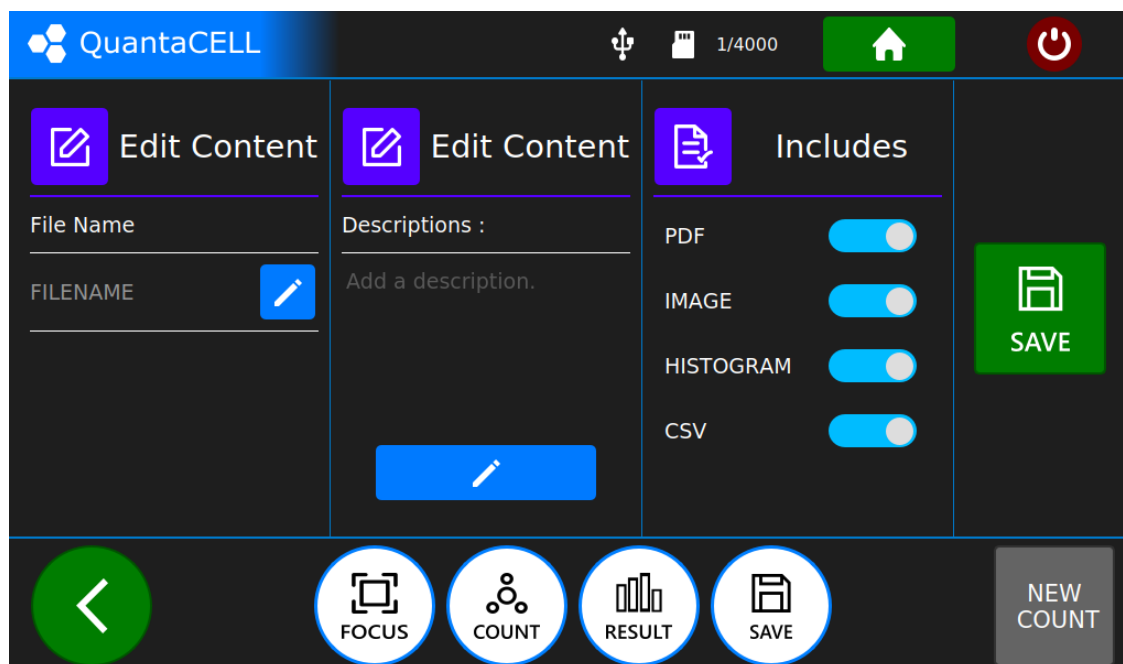 QuantaCELL
1/4000
Edit Content
File Name
FILENAME
Edit Content
Descriptions :
Add a description.
Includes
PDF
IMAGE
HISTOGRAM
CSV
SAVE
FOCUS
COUNT
RESULT
SAVE
NEW
COUNT